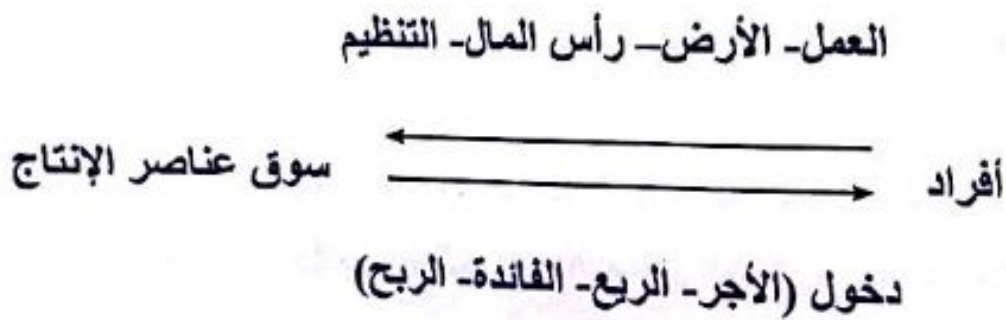 العمل- الأرض– رأس المال- التنظيم
أفراد
سوق عناصر الإنتاج
دخول (الأجر- الريع- الفائدة- الربح)